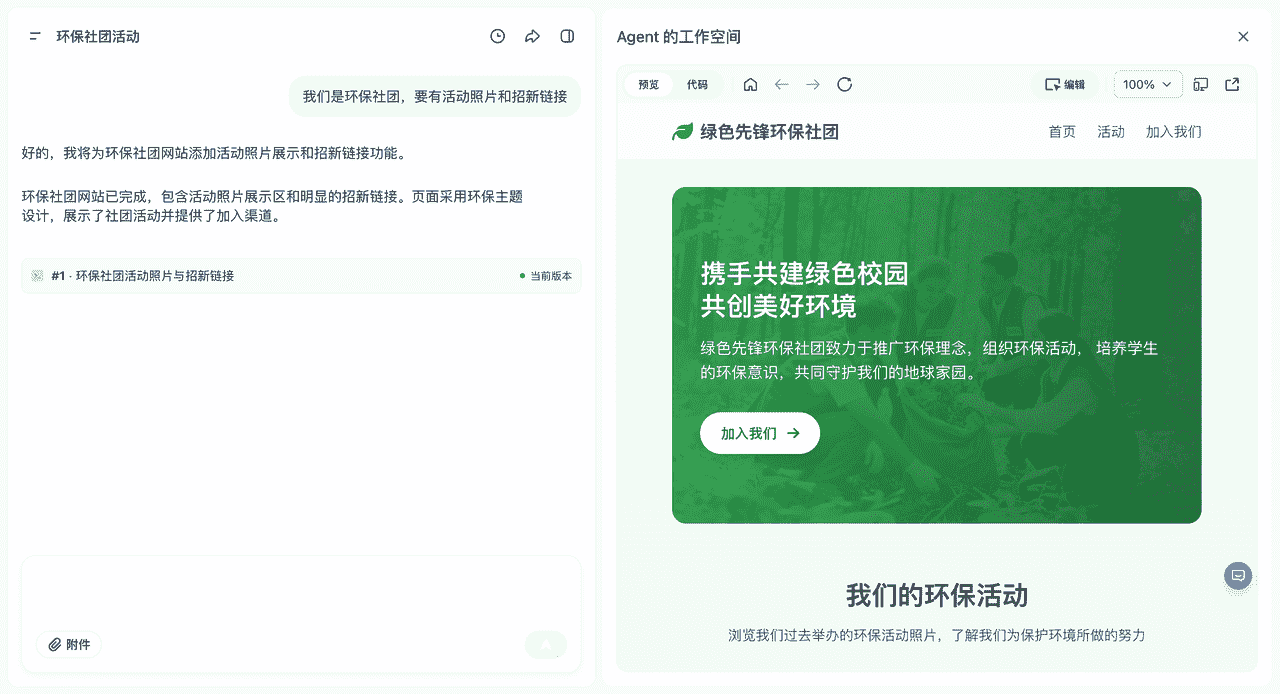 环保社团活动
我们是环保社团，要有活动照片和招新链接
好的，我将为环保社团网站添加活动照片展示和招新链接功能。
环保社团网站已完成，包含活动照片展示区和明显的招新链接。页面采用环保主题
设计，展示了社团活动并提供了加入渠道。
#1 · 环保社团活动照片与招新链接
当前版本
附件
Agent 的工作空间
预览
代码
编辑
100%
绿色先锋环保社团
首页
活动
加入我们
携手共建绿色校园
共创美好环境
绿色先锋环保社团致力于推广环保理念，组织环保活动， 培养学生
的环保意识，共同守护我们的地球家园。
加入我们
我们的环保活动
浏览我们过去举办的环保活动照片，了解我们为保护环境所做的努力